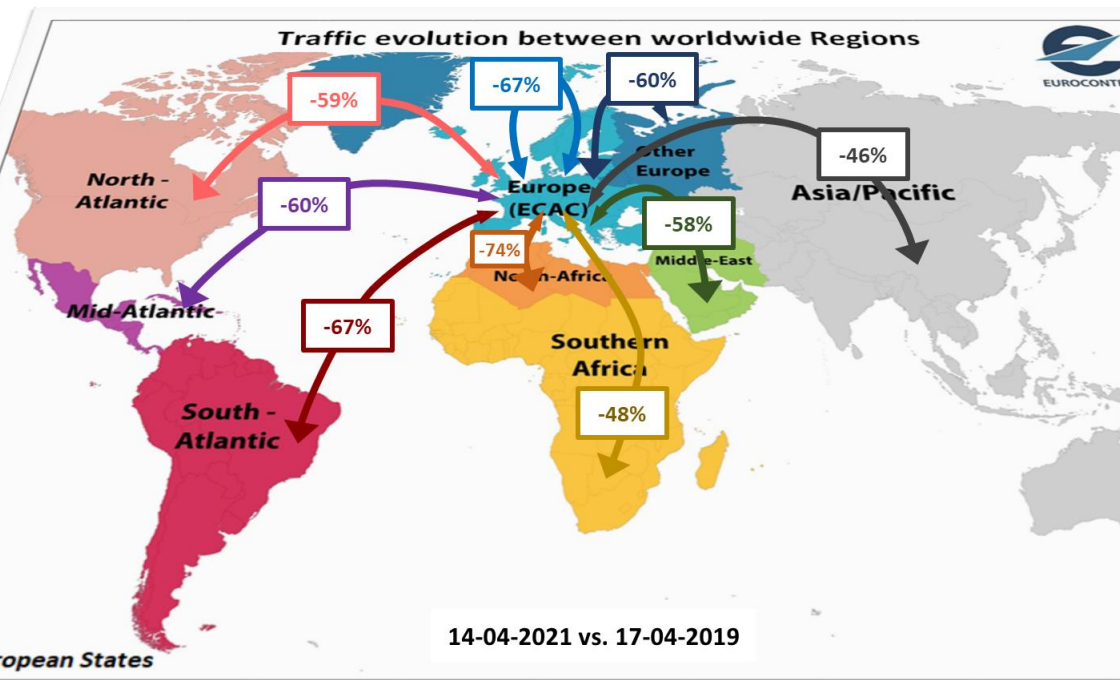 Traffic evolution between worldwide Regions
EUROCONT
-59%
-67%
-60%
-46%
North -
Atlantic
Other
Europe
Europe
(ECAC)
Asia/Pacific
-60%
-58%
-74%
Middle-East
North-Africa
Mid-Atlantic
-67%
Southern
Africa
South -
Atlantic
-48%
14-04-2021 vs. 17-04-2019
ropean States